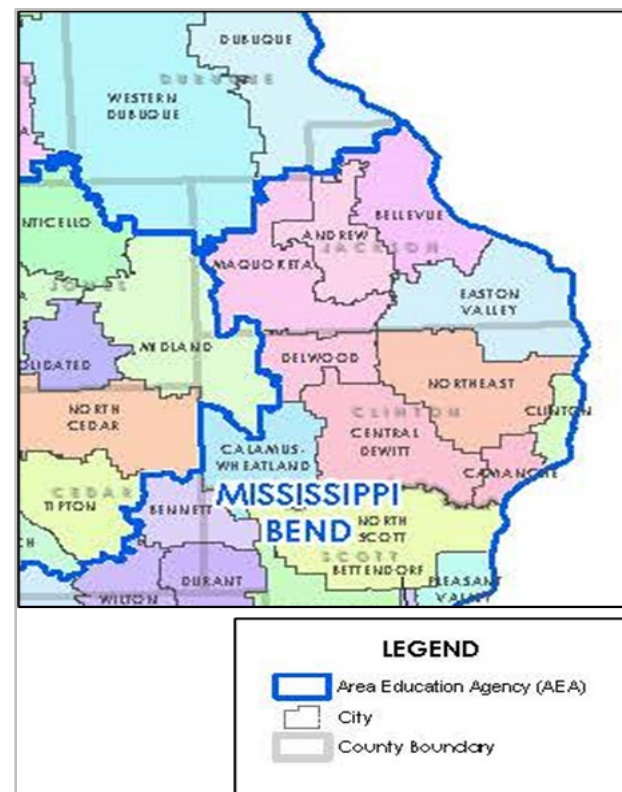 DUBUQUE
DUBUQUE
WESTERN
DUBUQUE
A
BELLEVUE
NTICELLO
ANDREW
JACKSON
MAQUOKETA
JONES
EASTON
VALLEY
A
MIDLAND
OLIDATED
DELWOOD
NORTHEAST
NORTH
CEDAR
CLINTON
CLINTON
CENTRAL
DEWITT
CALAMUS-
WHEATLAND
CAMANCHE
CEDAR
TIPTON
MISSISSIPPI
BEND
BENNETT
NORTH
SCOTT
SCOTT
CH
BETTENDORF
DURANT
PLEASANT
VALLEY
WILTON
LEGEND
Area Education Agency (AEA)
City
County Boundary